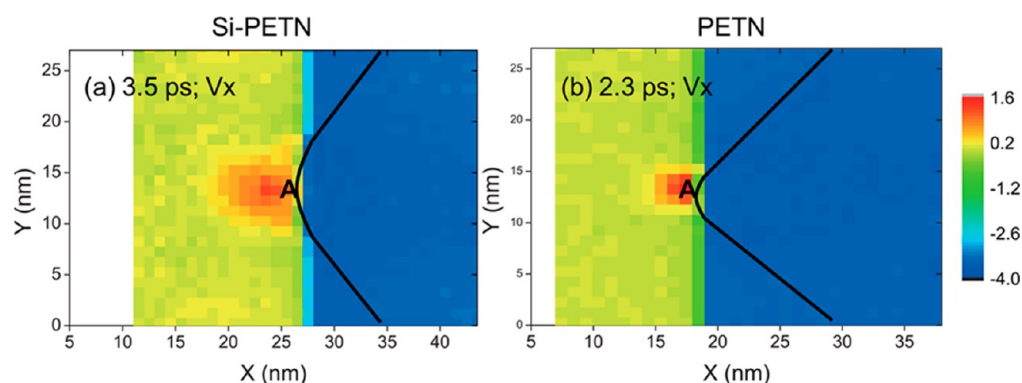 Si-PETN
PETN
(a) 3.5 ps; Vx
(b) 2.3 ps; Vx
A
A
25
20
15
10
5
0
25
20
15
10
5
0
Y (nm)
Y (nm)
5 10 15 20 25 30 35 40
5 10 15 20 25 30 35
X (nm)
X (nm)
1.6
0.2
-1.2
-2.6
-4.0